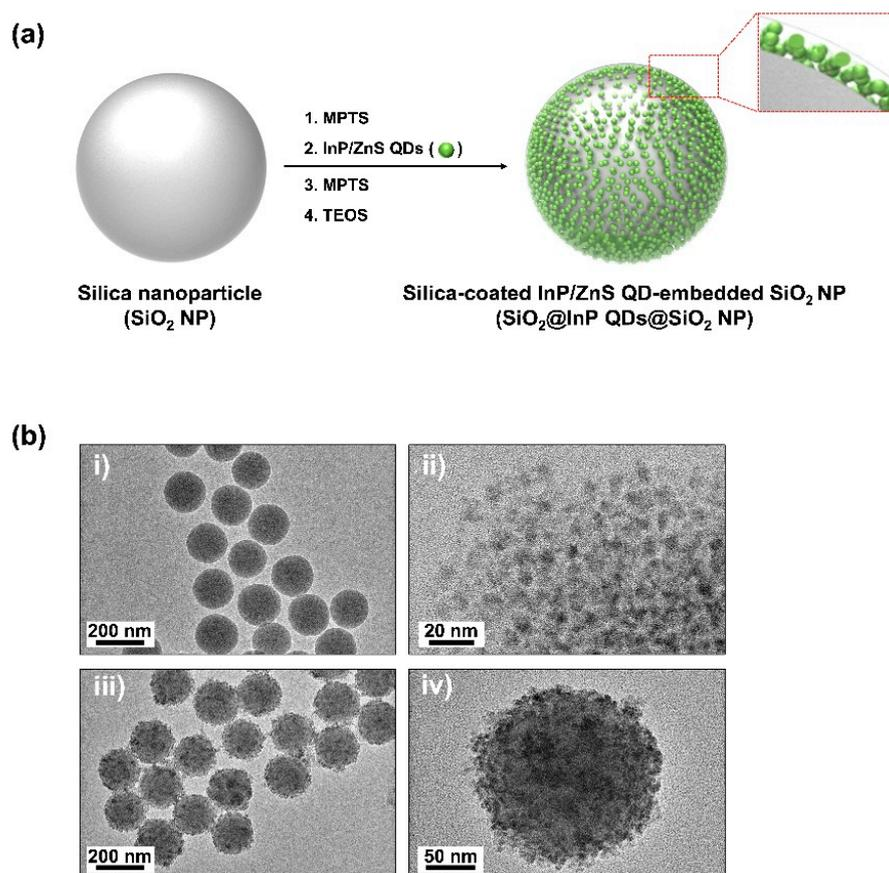 (a)
1. MPTS
2. InP/ZnS QDs ( )
3. MPTS
4. TEOS
Silica nanoparticle
(SiO₂ NP)
Silica-coated InP/ZnS QD-embedded SiO₂ NP
(SiO₂@InP QDs@SiO₂ NP)
(b)
i)
200 nm
ii)
20 nm
iii)
200 nm
iv)
50 nm